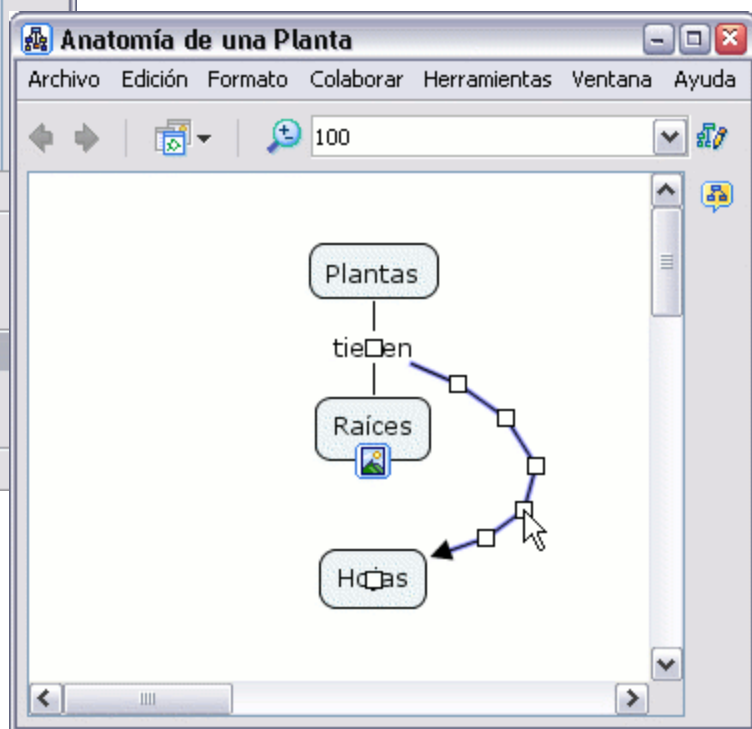 Anatomía de una Planta
Archivo Edición Formato Colaborar Herramientas Ventana Ayuda
100
Plantas
tienen
Raíces
Hojas